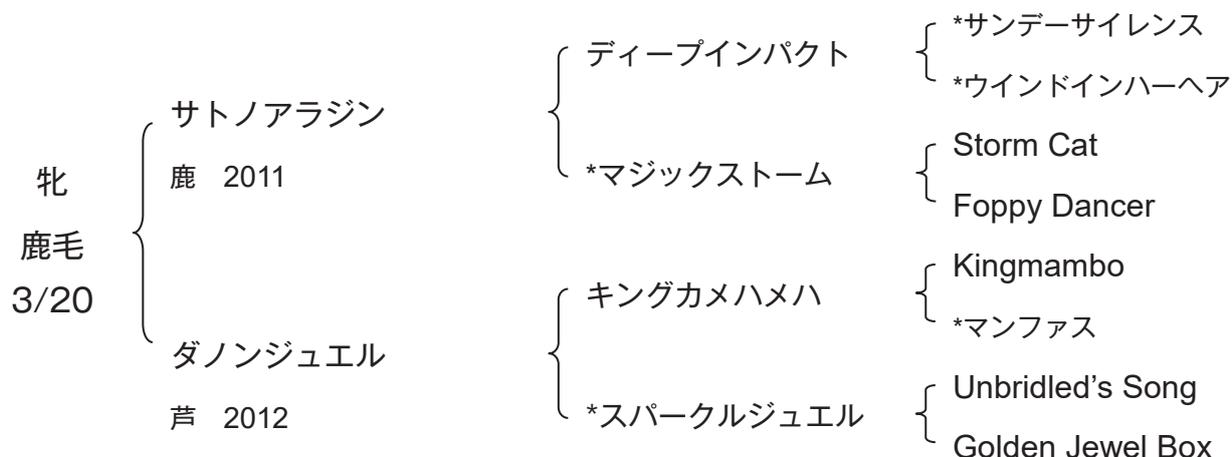 牝
鹿毛
3/20
サトノアラジン
鹿　2011
ダノンジュエル
芦　2012
ディープインパクト
*マジックストーム
キングカメハメハ
*スパークルジュエル
*サンデーサイレンス
*ウインドインハーヘア
Storm Cat
Foppy Dancer
Kingmambo
*マンファス
Unbridled’s Song
Golden Jewel Box